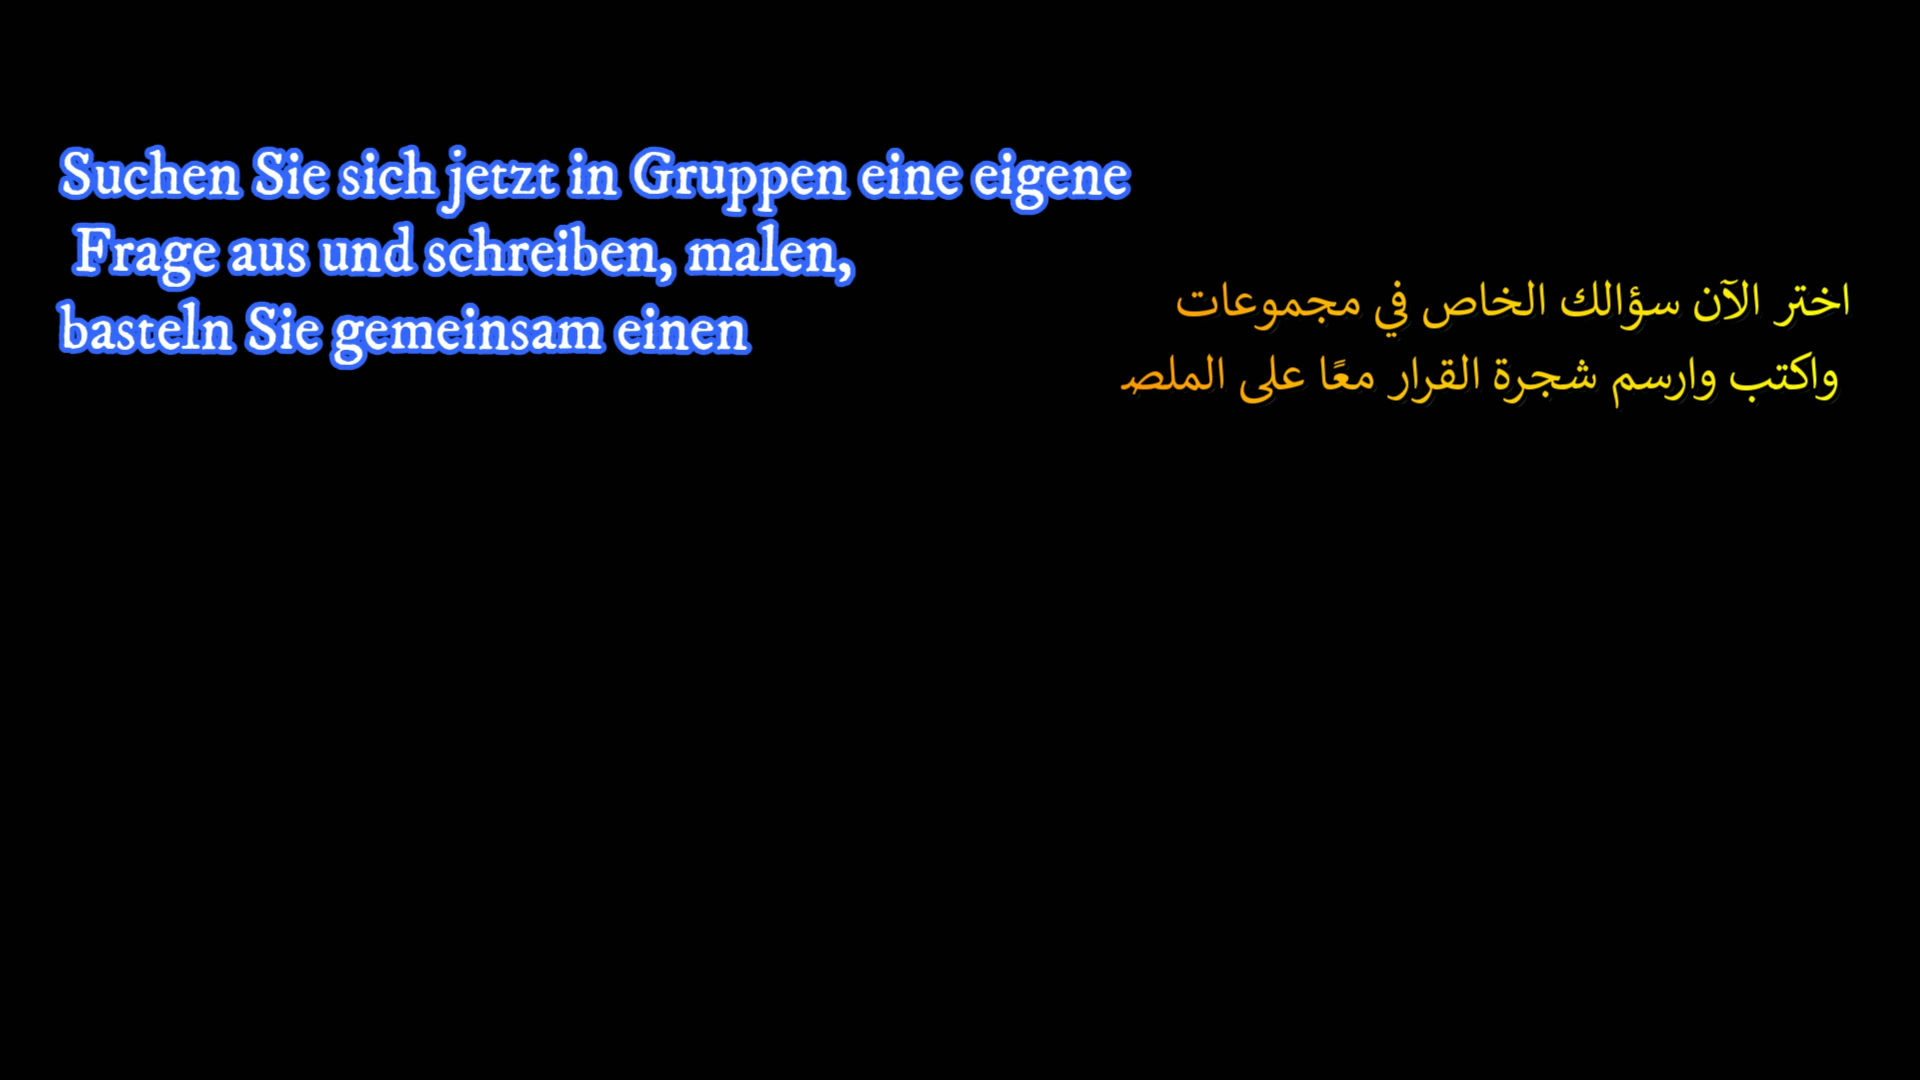 Suchen Sie sich jetzt in Gruppen eine eigene
Frage aus und schreiben, malen,
basteln Sie gemeinsam einen
اختر الآن سؤالك الخاص في مجموعات
واكتب وارسم شجرة القرار معًا على الملص